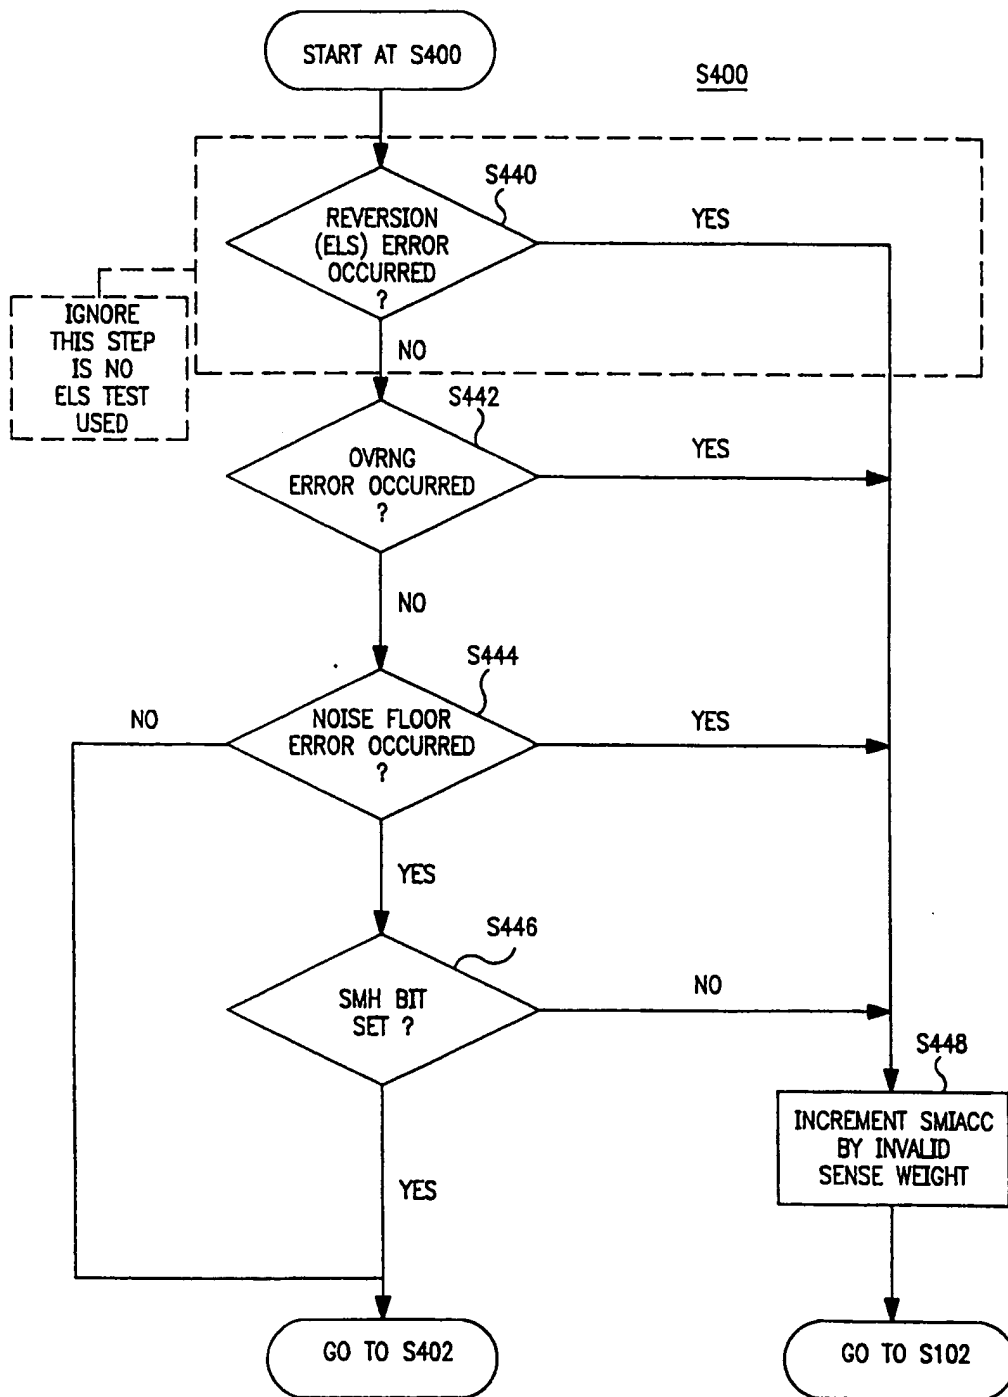 START AT S400
S400
S440
REVERSION
(ELS) ERROR
OCCURRED
?
YES
IGNORE
THIS STEP
IS NO
ELS TEST
USED
NO
S442
OVRNG
ERROR OCCURRED
?
YES
NO
S444
NO
NOISE FLOOR
ERROR OCCURRED
?
YES
YES
S446
SMH BIT
SET ?
NO
S448
INCREMENT SMIACC
BY INVALID
SENSE WEIGHT
YES
GO TO S402
GO TO S102